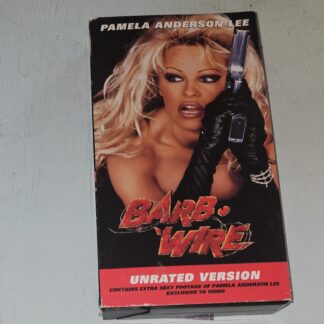 PAMELA ANDERSON LEE
BARB
WIRE
UNRATED VERSION
CONTAINS EXTRA SEXY FOOTAGE OF PAMELA ANDERSON LEE
EXCLUSIVE TO VIDEO